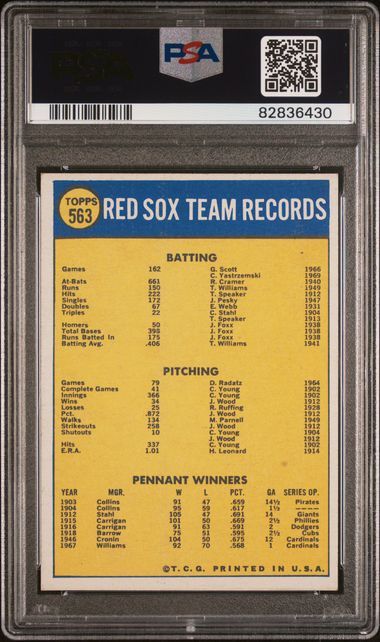 PSA
82836430
TOPPS
563
RED SOX TEAM RECORDS
BATTING
Games 162 G. Scott 1966
C. Yastrzemski 1969
At-Bats 661 R. Cramer 1940
Runs 150 T. Williams 1949
Hits 222 T. Speaker 1912
Singles 172 J. Pesky 1947
Doubles 67 E. Webb 1931
Triples 22 C. Stahl 1904
T. Speaker 1913
Homers 50 J. Foxx 1938
Total Bases 398 J. Foxx 1938
Runs Batted In 175 J. Foxx 1938
Batting Avg. .406 T. Williams 1941
PITCHING
Games 79 D. Radatz 1964
Complete Games 41 C. Young 1902
Innings 366 C. Young 1902
Wins 34 J. Wood 1912
Losses 25 R. Ruffing 1928
Pct. .872 J. Wood 1912
Walks 134 M. Parnell 1949
Strikeouts 258 J. Wood 1912
Shutouts 10 C. Young 1904
J. Wood 1912
Hits 337 C. Young 1902
E.R.A. 1.01 H. Leonard 1914
PENNANT WINNERS
YEAR MGR. W L PCT. GA SERIES OP.
1903 Collins 91 47 .659 14½ Pirates
1904 Collins 95 59 .617 1½ ———
1912 Stahl 105 47 .691 14 Giants
1915 Carrigan 101 50 .669 2½ Phillies
1916 Carrigan 91 63 .591 2 Dodgers
1918 Barrow 75 51 .595 2½ Cubs
1946 Cronin 104 50 .675 12 Cardinals
1967 Williams 92 70 .568 1 Cardinals
©T.C.G. PRINTED IN U.S.A.